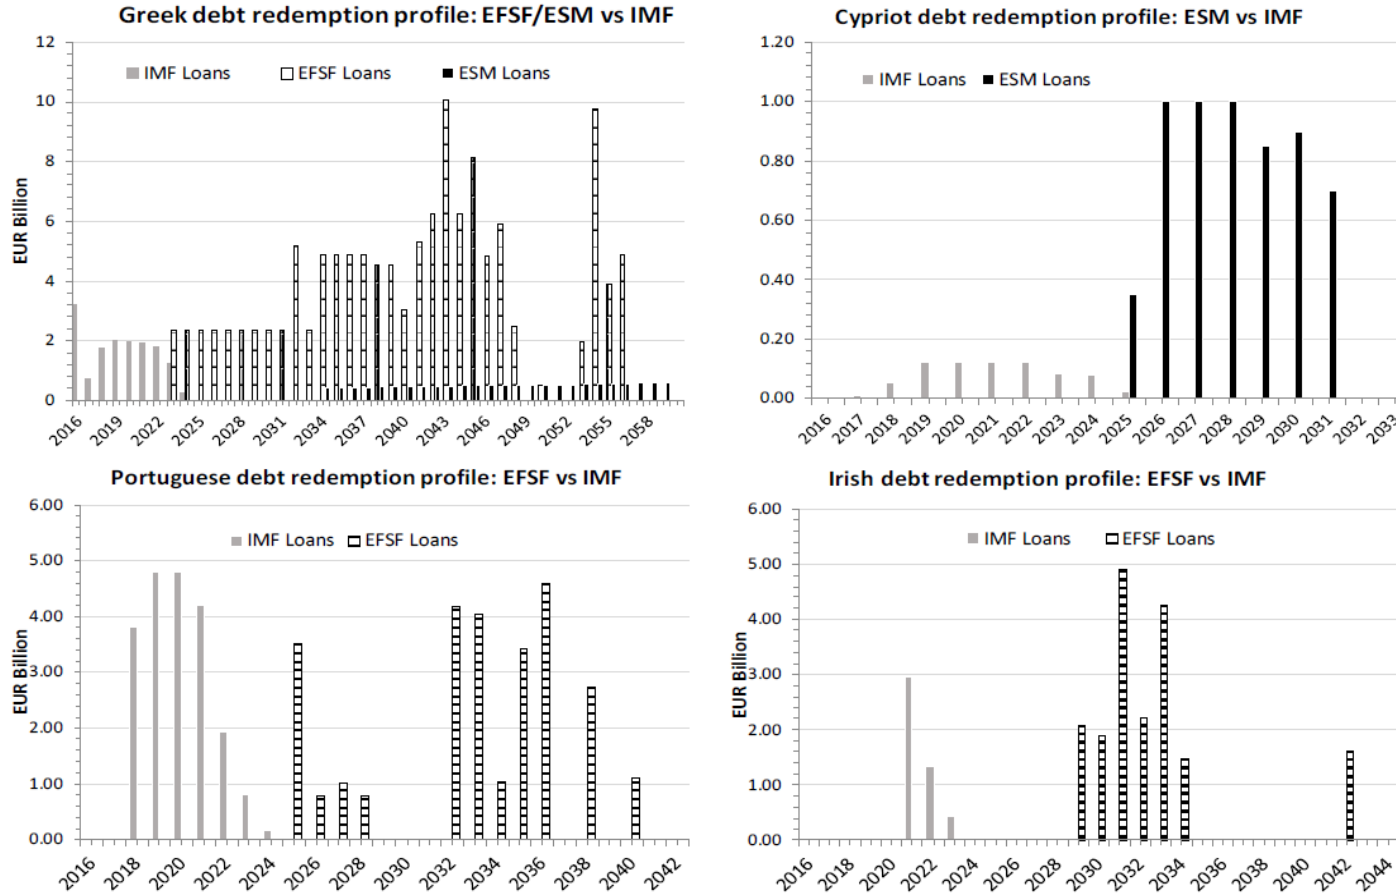 Greek debt redemption profile: EFSF/ESM vs IMF
12
IMF Loans EFSF Loans ESM Loans
10
8
6
4
2
0
EUR Billion
2016 2019 2022 2025 2028 2031 2034 2037 2040 2043 2046 2049 2052 2055 2058
Cypriot debt redemption profile: ESM vs IMF
1.20
IMF Loans ESM Loans
1.00
0.80
0.60
0.40
0.20
0.00
2016 2017 2018 2019 2020 2021 2022 2023 2024 2025 2026 2027 2028 2029 2030 2031 2032 2033
Portuguese debt redemption profile: EFSF vs IMF
6.00
IMF Loans EFSF Loans
5.00
4.00
3.00
2.00
1.00
0.00
EUR Billion
2016 2018 2020 2022 2024 2026 2028 2030 2032 2034 2036 2038 2040 2042
Irish debt redemption profile: EFSF vs IMF
6.00
IMF Loans EFSF Loans
5.00
4.00
3.00
2.00
1.00
0.00
EUR Billion
2016 2018 2020 2022 2024 2026 2028 2030 2032 2034 2036 2038 2040 2042 2044